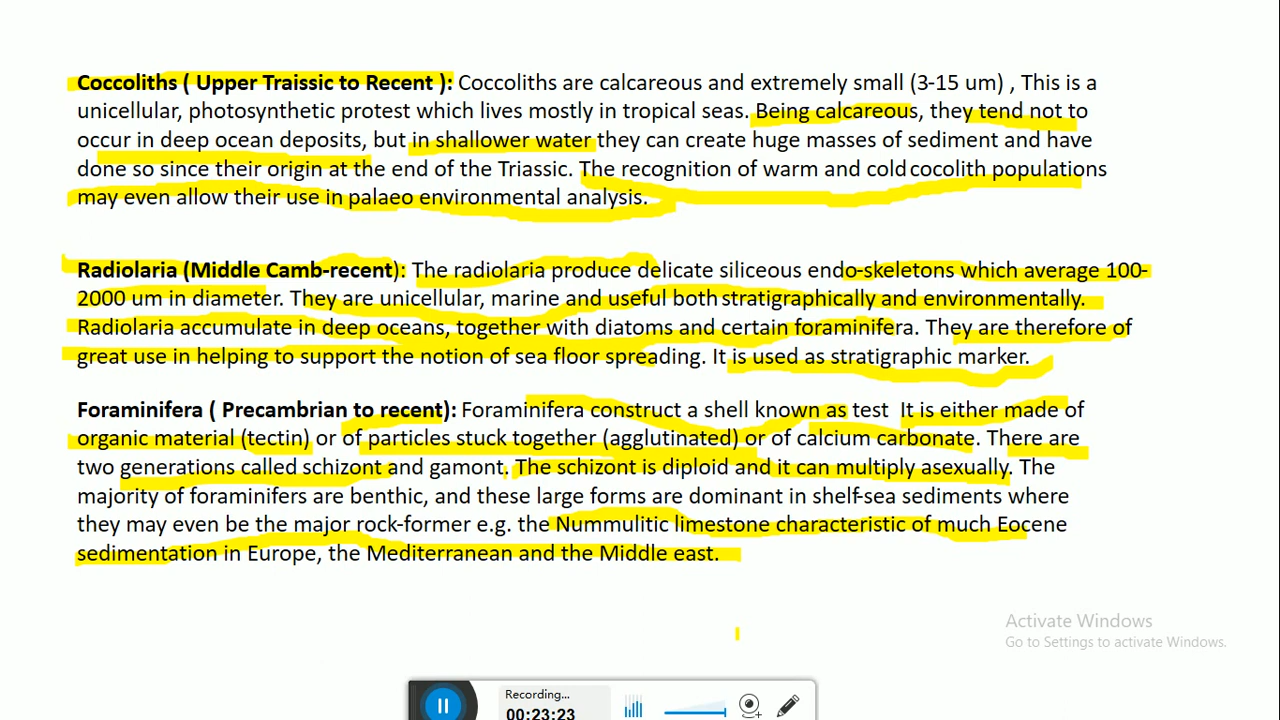 Coccoliths ( Upper Traissic to Recent ): Coccoliths are calcareous and extremely small (3-15 um) , This is a
unicellular, photosynthetic protest which lives mostly in tropical seas. Being calcareous, they tend not to
occur in deep ocean deposits, but in shallower water they can create huge masses of sediment and have
done so since their origin at the end of the Triassic. The recognition of warm and cold cocolith populations
may even allow their use in palaeo environmental analysis.
Radiolaria (Middle Camb-recent): The radiolaria produce delicate siliceous endo-skeletons which average 100-
2000 um in diameter. They are unicellular, marine and useful both stratigraphically and environmentally.
Radiolaria accumulate in deep oceans, together with diatoms and certain foraminifera. They are therefore of
great use in helping to support the notion of sea floor spreading. It is used as stratigraphic marker.
Foraminifera ( Precambrian to recent): Foraminifera construct a shell known as test It is either made of
organic material (tectin) or of particles stuck together (agglutinated) or of calcium carbonate. There are
two generations called schizont and gamont. The schizont is diploid and it can multiply asexually. The
majority of foraminifers are benthic, and these large forms are dominant in shelf-sea sediments where
they may even be the major rock-former e.g. the Nummulitic limestone characteristic of much Eocene
sedimentation in Europe, the Mediterranean and the Middle east.
Activate Windows
Go to Settings to activate Windows.
Recording...
00:23:23